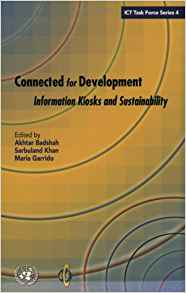 ICT Task Force Series 4
Connected for Development
Information Kiosks and Sustainability
Edited by
Akhtar Badshah
Sarbuland Khan
Maria Garrido